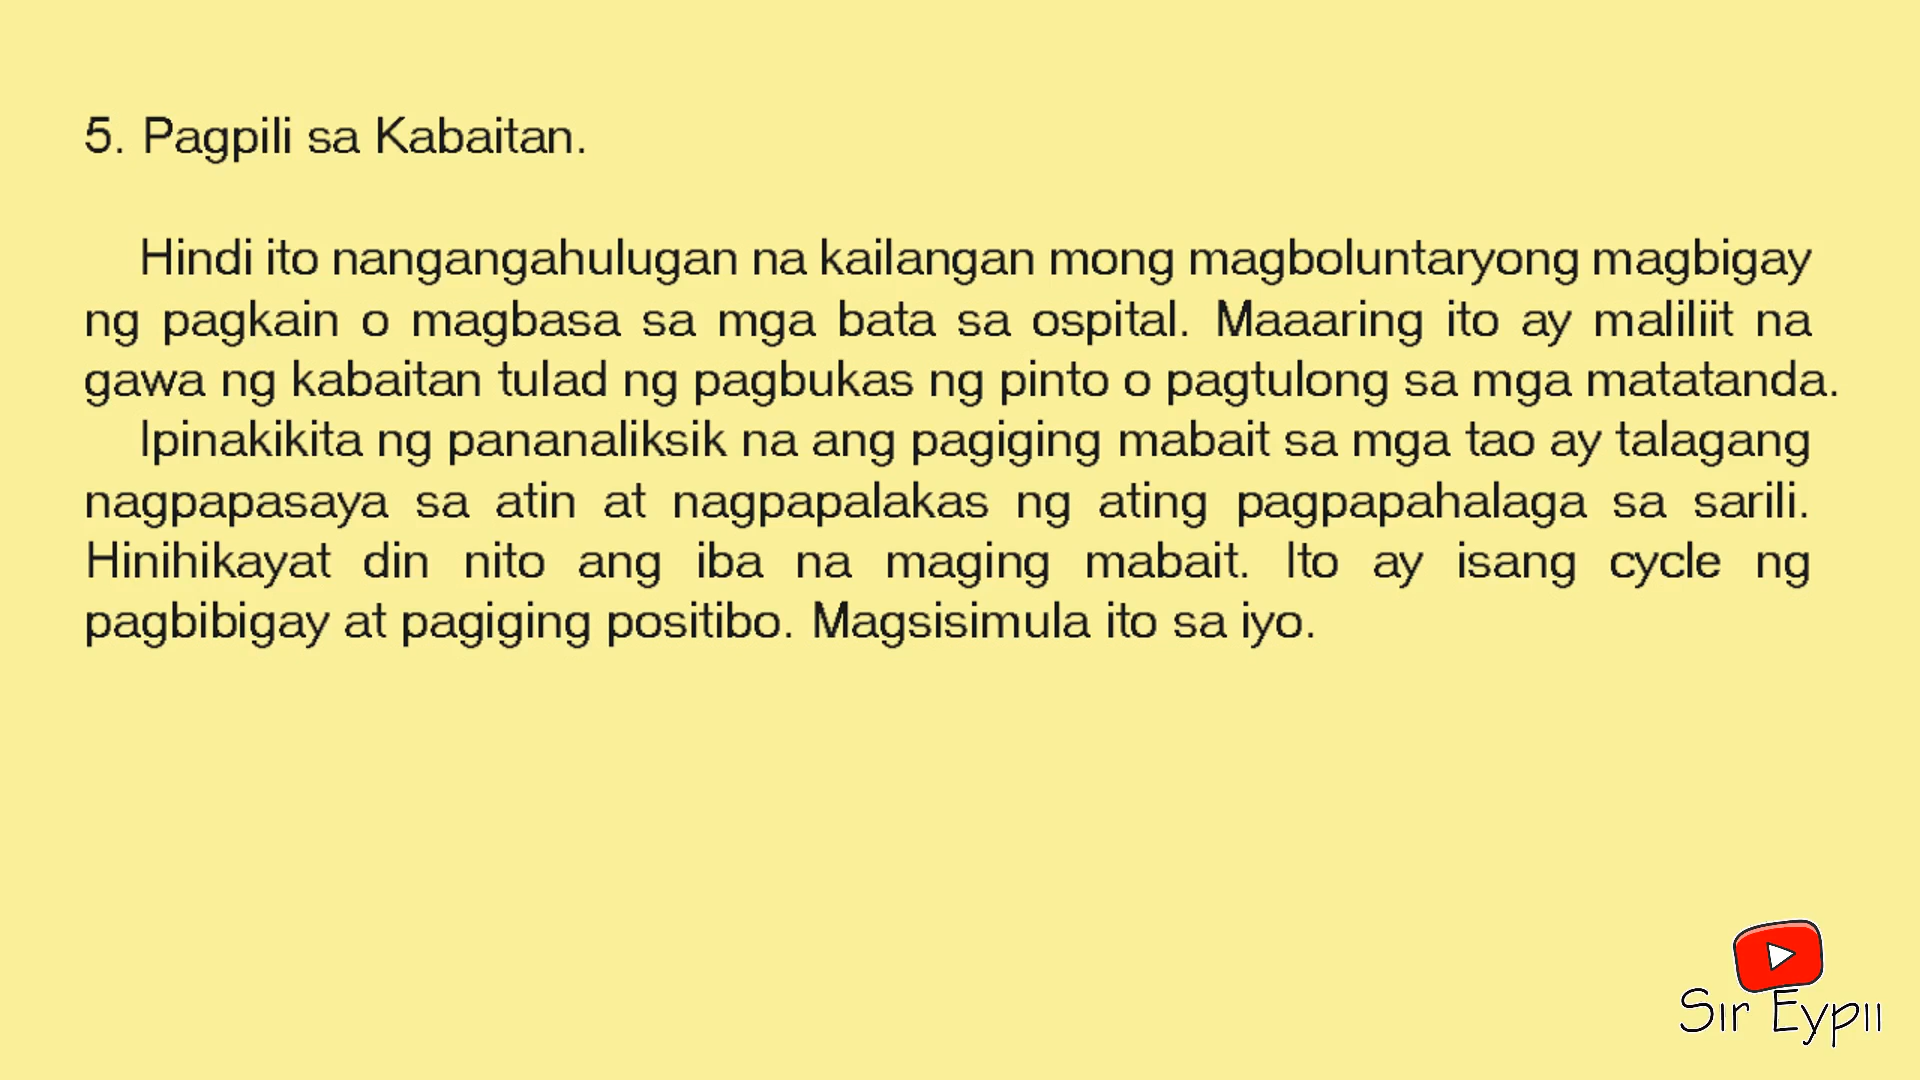 5. Pagpili sa Kabaitan.
Hindi ito nangangahulugan na kailangan mong magboluntaryong magbigay
ng pagkain o magbasa sa mga bata sa ospital. Maaaring ito ay maliliit na
gawa ng kabaitan tulad ng pagbukas ng pinto o pagtulong sa mga matatanda.
Ipinakikita ng pananaliksik na ang pagiging mabait sa mga tao ay talagang
nagpapasaya sa atin at nagpapalakas ng ating pagpapahalaga sa sarili.
Hinihikayat din nito ang iba na maging mabait. Ito ay isang cycle ng
pagbibigay at pagiging positibo. Magsisimula ito sa iyo.
Sir Eypii